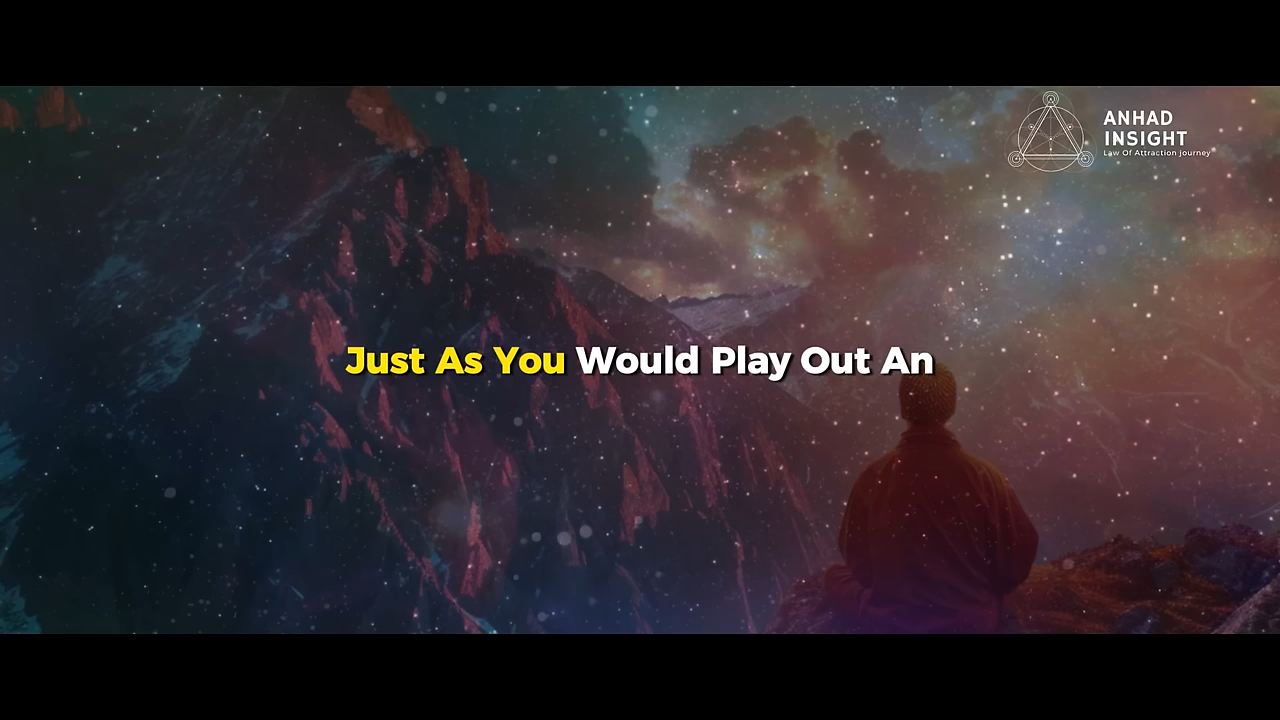 ANHAD
INSIGHT
Law Of Attraction journey
Just As You Would Play Out An